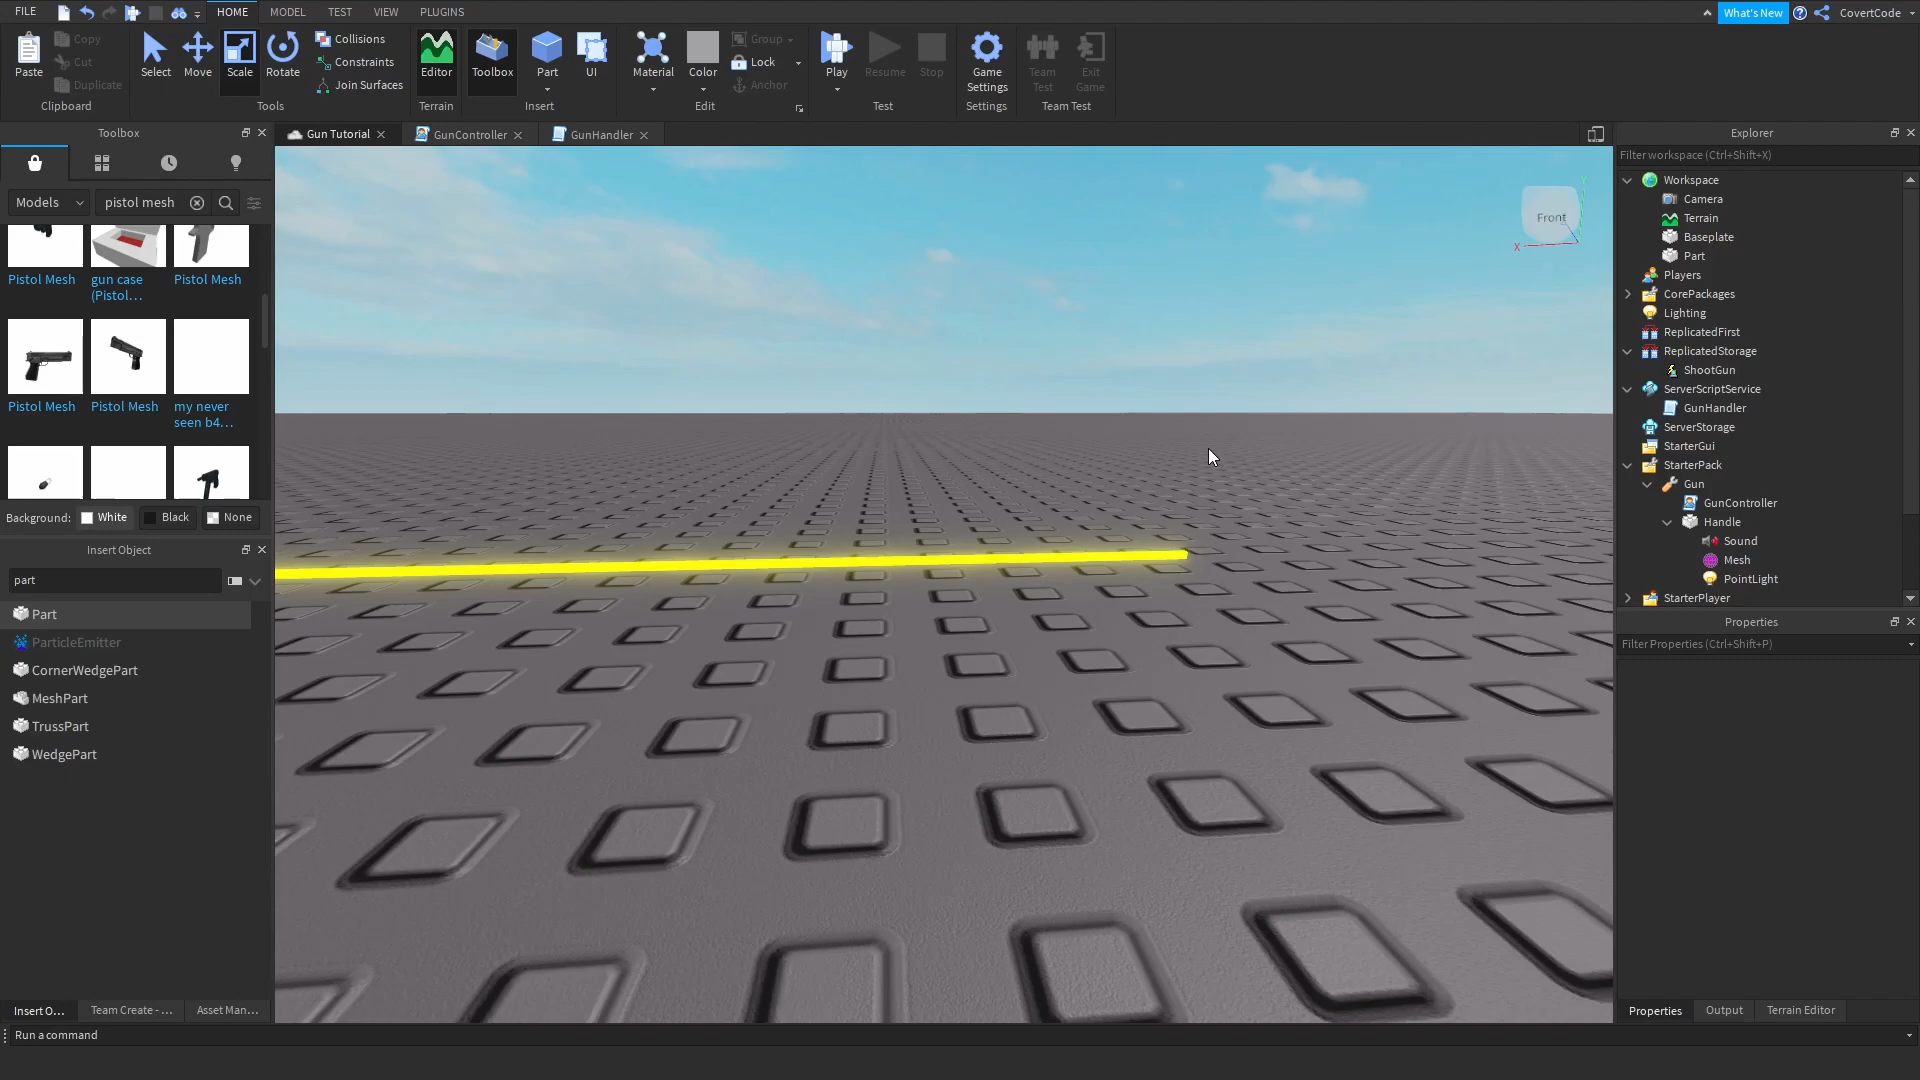 FILE HOME MODEL TEST VIEW PLUGINS What's New CovertCode
Paste Copy Cut Duplicate Select Move Scale Rotate Collisions Constraints Join Surfaces Editor Toolbox Part UI Material Color Group Lock Anchor Play Resume Stop Game Settings Team Test Exit Game
Clipboard Tools Terrain Insert Edit Test Settings Team Test
Toolbox
Models pistol mesh
Pistol Mesh
gun case (Pistol...
Pistol Mesh
Pistol Mesh
Pistol Mesh
my never seen b4...
Background: White Black None
Insert Object
part
Part
ParticleEmitter
CornerWedgePart
MeshPart
TrussPart
WedgePart
Insert O... Team Create - ... Asset Man...
Run a command
Gun Tutorial GunController GunHandler
Front
X
Y
Explorer
Filter workspace (Ctrl+Shift+X)
Workspace
Camera
Terrain
Baseplate
Part
Players
CorePackages
Lighting
ReplicatedFirst
ReplicatedStorage
ShootGun
ServerScriptService
GunHandler
ServerStorage
StarterGui
StarterPack
Gun
GunController
Handle
Sound
Mesh
PointLight
StarterPlayer
Properties
Filter Properties (Ctrl+Shift+P)
Properties Output Terrain Editor